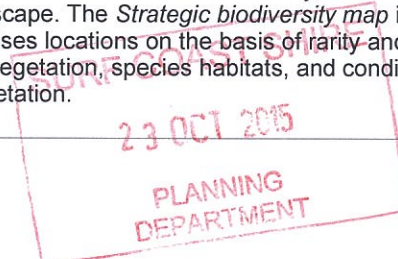 scape. The Strategic biodiversity map i
ses locations on the basis of rarity and
egetation, species habitats, and condi
etation.
SURF COAST SHIRE
23 OCT 2015
PLANNING
DEPARTMENT